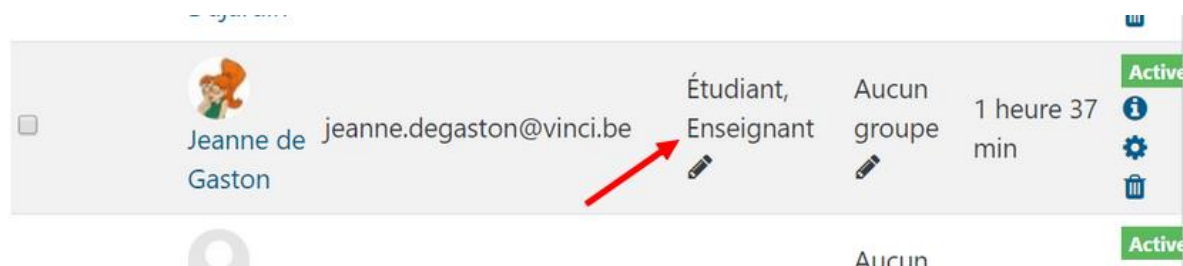 Étudiant,
Aucun
Active
Jeanne de
jeanne.degaston@vinci.be
Enseignant
groupe
1 heure 37
min
Gaston
Active
Aucun